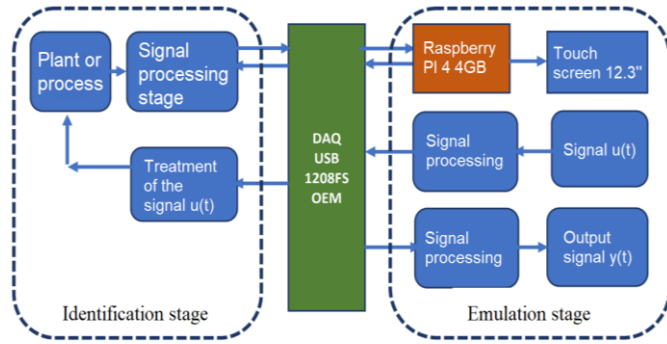 Plant or
process
Signal
processing
stage
Treatment
of the
signal u(t)
Identification stage
DAQ
USB
1208FS
OEM
Raspberry
PI 4 4GB
Touch
screen 12.3"
Signal
processing
Signal u(t)
Signal
processing
Output
signal y(t)
Emulation stage